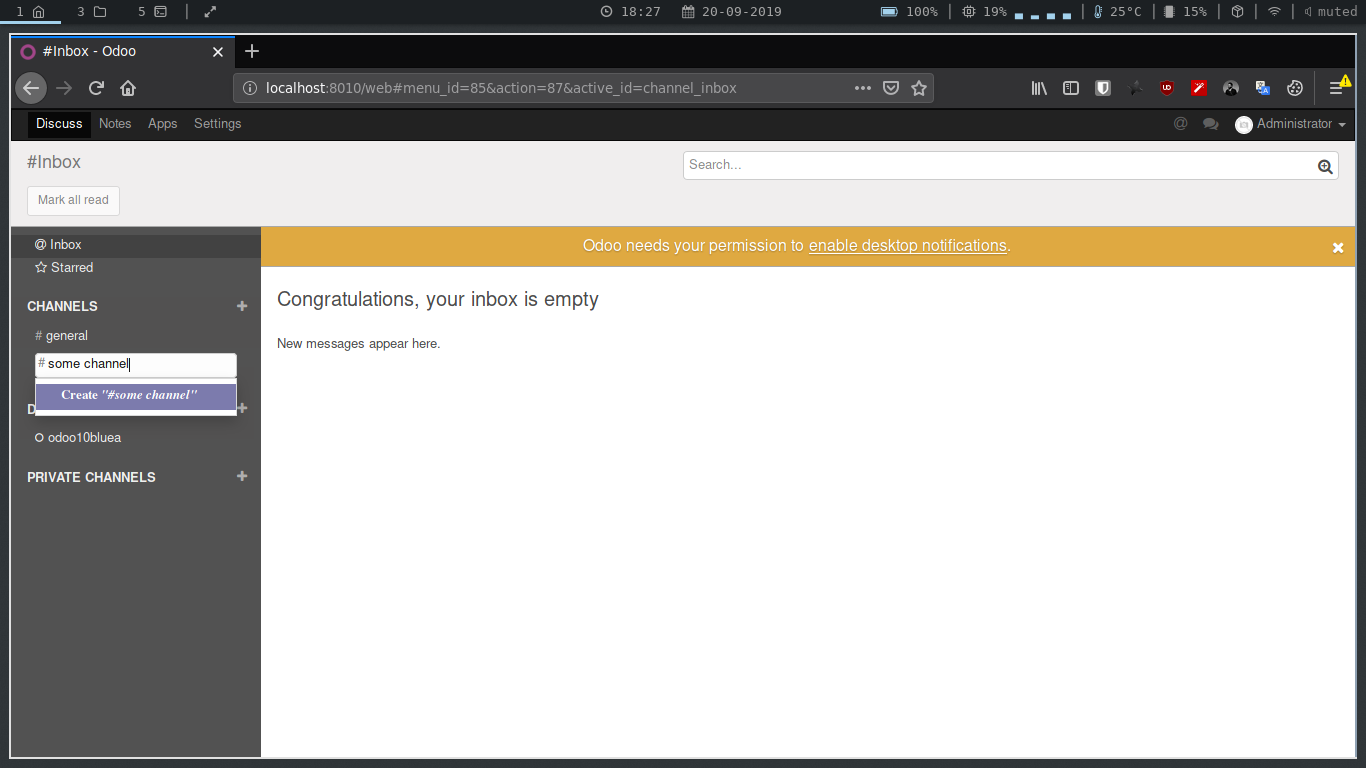 1 3 5 18:27 20-09-2019 100% 19% 25°C 15% muted
#Inbox - Odoo
localhost:8010/web#menu_id=85&action=87&active_id=channel_inbox
Discuss Notes Apps Settings @ Administrator
#Inbox
Search...
Mark all read
@ Inbox
Odoo needs your permission to enable desktop notifications.
Starred
CHANNELS
Congratulations, your inbox is empty
# general
New messages appear here.
# some channel
Create "#some channel"
D
odoo10bluea
PRIVATE CHANNELS